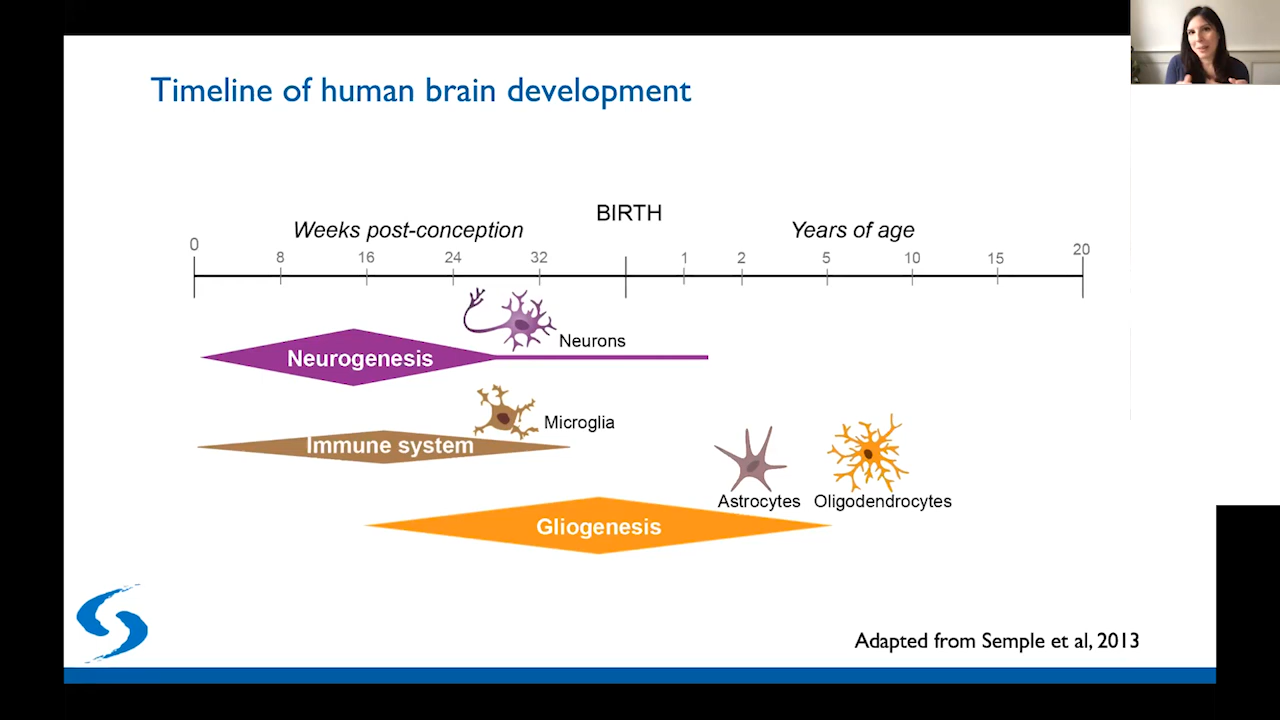 Timeline of human brain development
BIRTH
Weeks post-conception
Years of age
0
8
16
24
32
1
2
5
10
15
20
Neurons
Neurogenesis
Microglia
Immune system
Astrocytes
Oligodendrocytes
Gliogenesis
Adapted from Semple et al, 2013